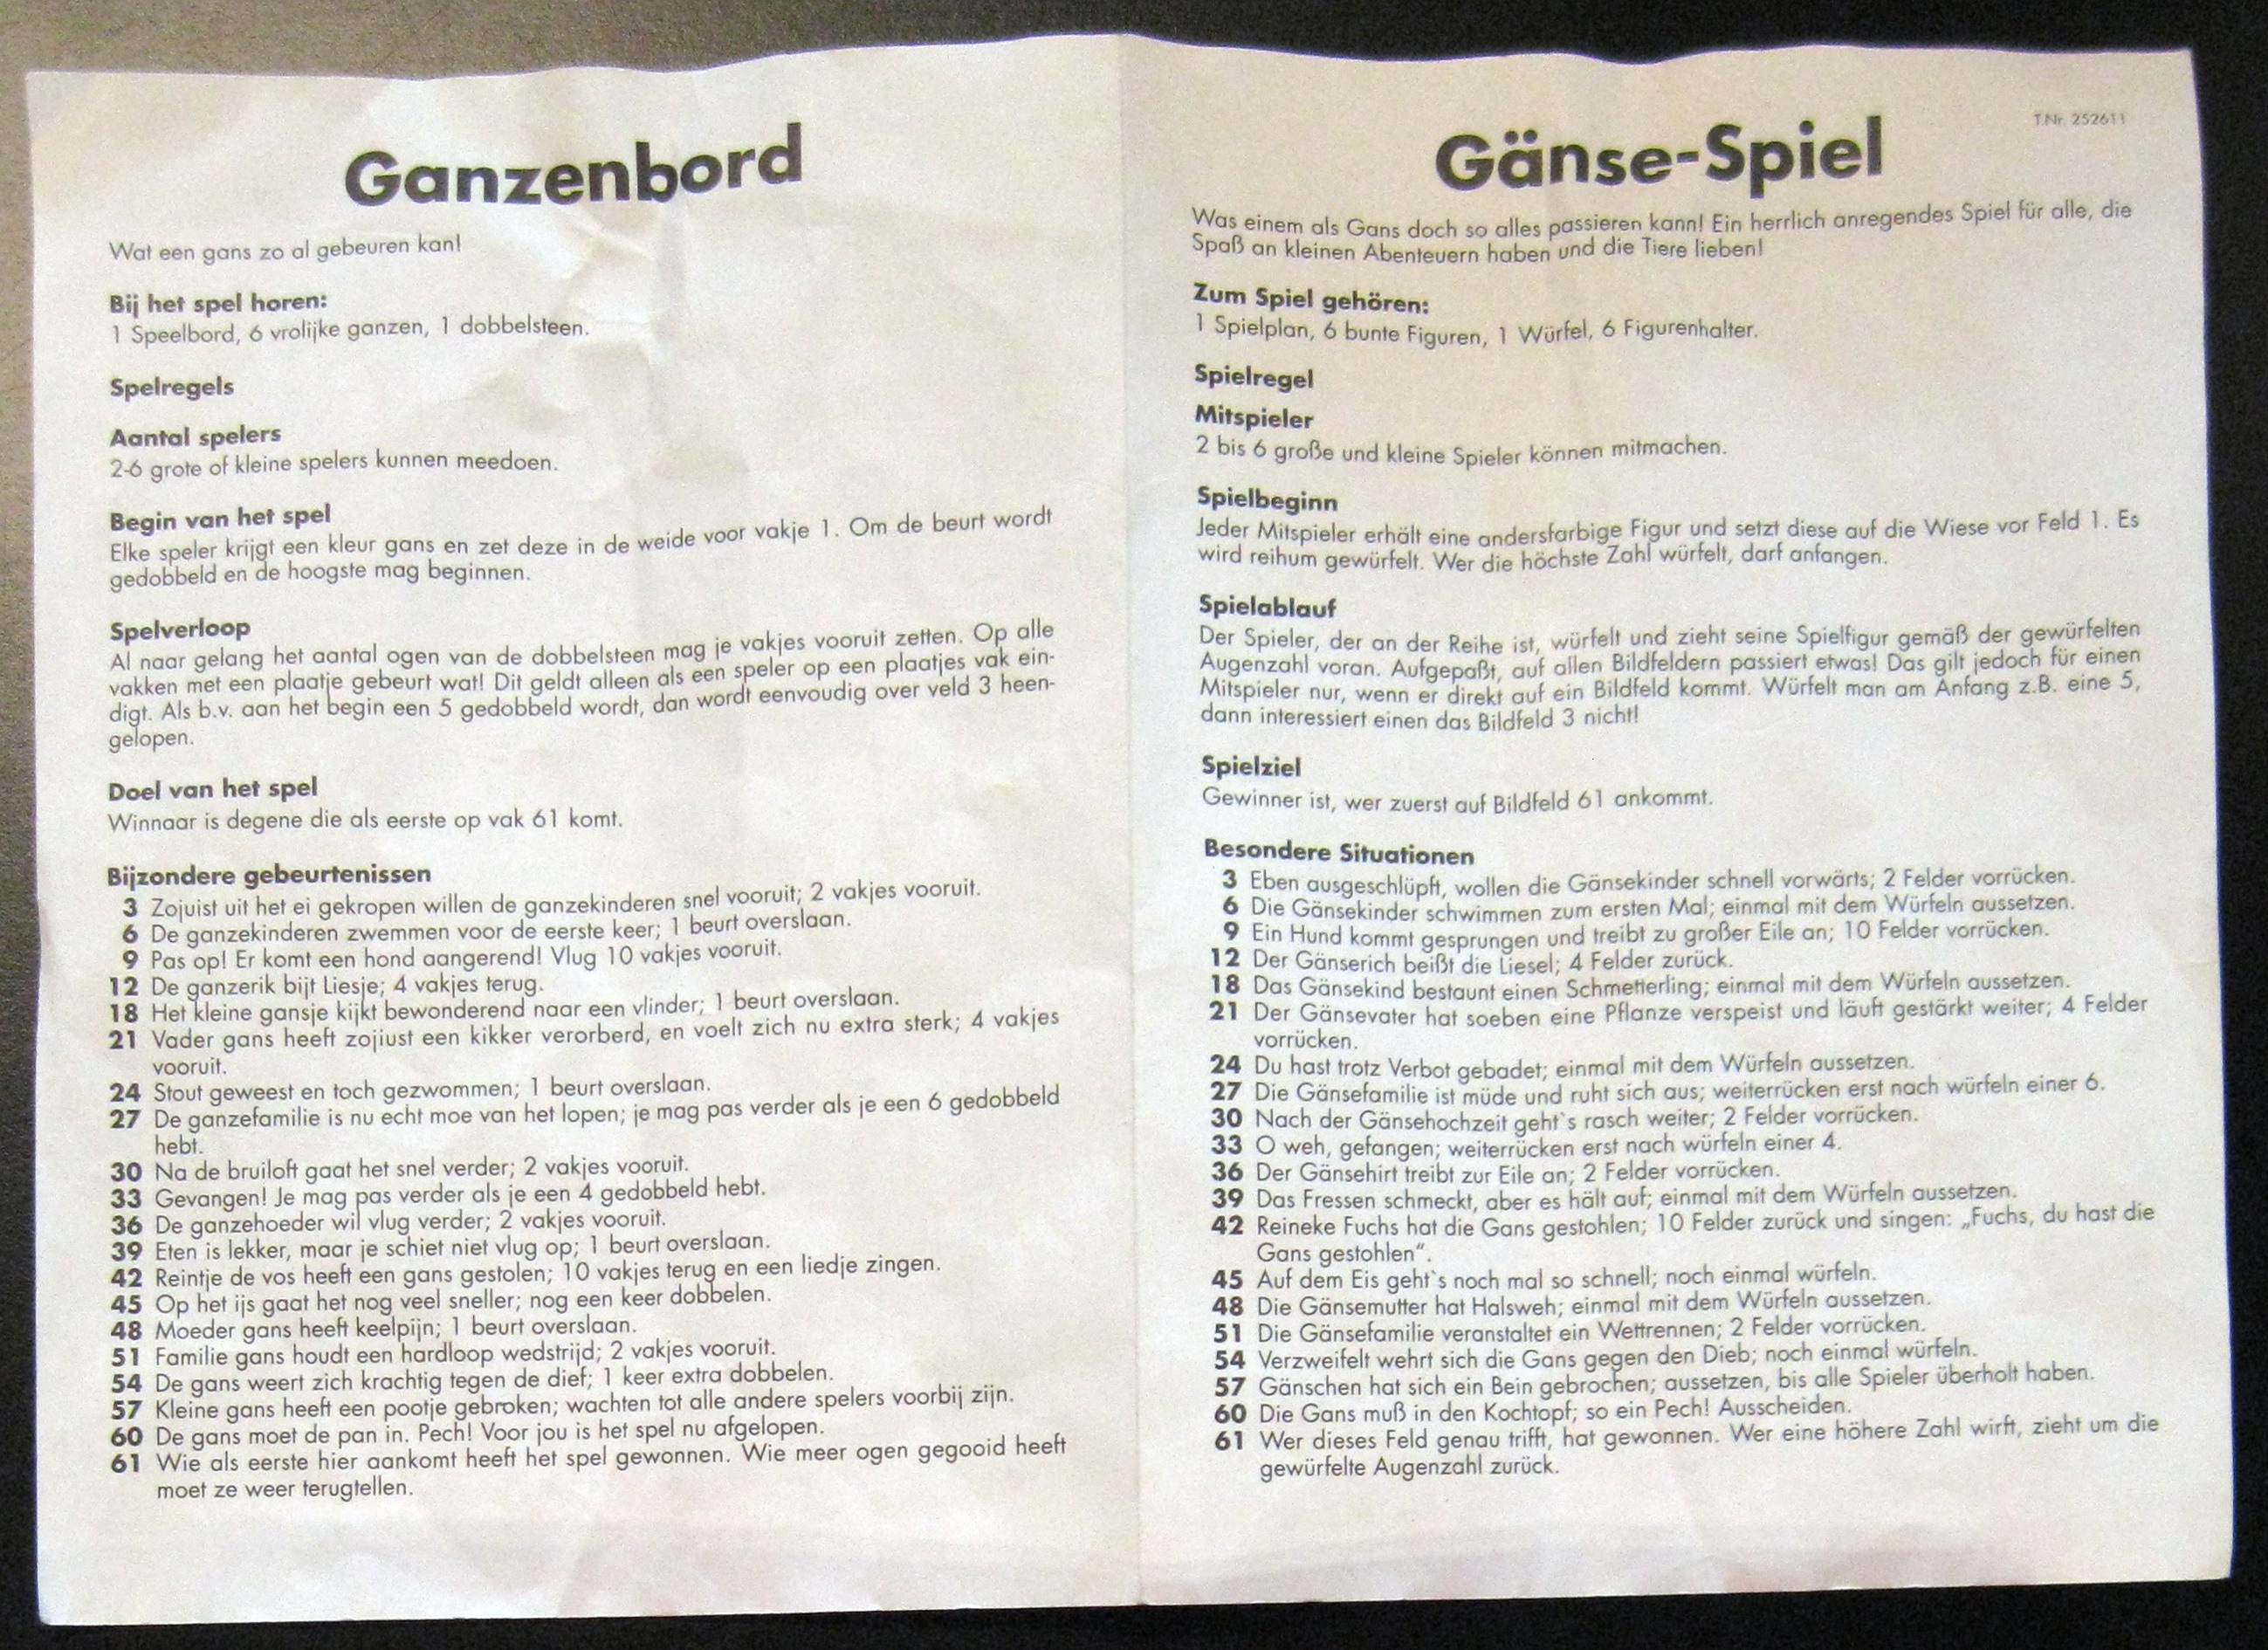 Ganzenbord
Wat een gans zo al gebeuren kan!
Bij het spel horen:
1 Speelbord, 6 vrolijke ganzen, 1 dobbelsteen.
Spelregels
Aantal spelers
2-6 grote of kleine spelers kunnen meedoen.
Begin van het spel
Elke speler krijgt een kleur gans en zet deze in de weide voor vakje 1. Om de beurt wordt
gedobbeld en de hoogste mag beginnen.
Spelverloop
Al naar gelang het aantal ogen van de dobbelsteen mag je vakjes vooruit zetten. Op alle
vakken met een plaatje gebeurt wat! Dit geldt alleen als een speler op een plaatjes vak ein-
digt. Als b.v. aan het begin een 5 gedobbeld wordt, dan wordt eenvoudig over veld 3 heen-
gelopen.
Doel van het spel
Winnaar is degene die als eerste op vak 61 komt.
Bijzondere gebeurtenissen
3 Zojuist uit het ei gekropen willen de ganzekinderen snel vooruit; 2 vakjes vooruit.
6 De ganzekinderen zwemmen voor de eerste keer; 1 beurt overslaan.
9 Pas op! Er komt een hond aangerend! Vlug 10 vakjes vooruit.
12 De ganzerik bijt Liesje; 4 vakjes terug.
18 Het kleine gansje kijkt bewonderend naar een vlinder; 1 beurt overslaan.
21 Vader gans heeft zojiust een kikker verorberd, en voelt zich nu extra sterk; 4 vakjes
vooruit.
24 Stout geweest en toch gezwommen; 1 beurt overslaan.
27 De ganzefamilie is nu echt moe van het lopen; je mag pas verder als je een 6 gedobbeld
hebt.
30 Na de bruiloft gaat het snel verder; 2 vakjes vooruit.
33 Gevangen! Je mag pas verder als je een 4 gedobbeld hebt.
36 De ganzehoeder wil vlug verder; 2 vakjes vooruit.
39 Eten is lekker, maar je schiet niet vlug op; 1 beurt overslaan.
42 Reintje de vos heeft een gans gestolen; 10 vakjes terug en een liedje zingen.
45 Op het ijs gaat het nog veel sneller; nog een keer dobbelen.
48 Moeder gans heeft keelpijn; 1 beurt overslaan.
51 Familie gans houdt een hardloop wedstrijd; 2 vakjes vooruit.
54 De gans weert zich krachtig tegen de dief; 1 keer extra dobbelen.
57 Kleine gans heeft een pootje gebroken; wachten tot alle andere spelers voorbij zijn.
60 De gans moet de pan in. Pech! Voor jou is het spel nu afgelopen.
61 Wie als eerste hier aankomt heeft het spel gewonnen. Wie meer ogen gegooid heeft
moet ze weer terugtellen.
T.Nr. 252611
Gänse-Spiel
Was einem als Gans doch so alles passieren kann! Ein herrlich anregendes Spiel für alle, die
Spaß an kleinen Abenteuern haben und die Tiere lieben!
Zum Spiel gehören:
1 Spielplan, 6 bunte Figuren, 1 Würfel, 6 Figurenhalter.
Spielregel
Mitspieler
2 bis 6 große und kleine Spieler können mitmachen.
Spielbeginn
Jeder Mitspieler erhält eine andersfarbige Figur und setzt diese auf die Wiese vor Feld 1. Es
wird reihum gewürfelt. Wer die höchste Zahl würfelt, darf anfangen.
Spielablauf
Der Spieler, der an der Reihe ist, würfelt und zieht seine Spielfigur gemäß der gewürfelten
Augenzahl voran. Aufgepaßt, auf allen Bildfeldern passiert etwas! Das gilt jedoch für einen
Mitspieler nur, wenn er direkt auf ein Bildfeld kommt. Würfelt man am Anfang z.B. eine 5,
dann interessiert einen das Bildfeld 3 nicht!
Spielziel
Gewinner ist, wer zuerst auf Bildfeld 61 ankommt.
Besondere Situationen
3 Eben ausgeschlüpft, wollen die Gänsekinder schnell vorwärts; 2 Felder vorrücken.
6 Die Gänsekinder schwimmen zum ersten Mal; einmal mit dem Würfeln aussetzen.
9 Ein Hund kommt gesprungen und treibt zu großer Eile an; 10 Felder vorrücken.
12 Der Gänserich beißt die Liesel; 4 Felder zurück.
18 Das Gänsekind bestaunt einen Schmetterling; einmal mit dem Würfeln aussetzen.
21 Der Gänsevater hat soeben eine Pflanze verspeist und läuft gestärkt weiter; 4 Felder
vorrücken.
24 Du hast trotz Verbot gebadet; einmal mit dem Würfeln aussetzen.
27 Die Gänsefamilie ist müde und ruht sich aus; weiterrücken erst nach würfeln einer 6.
30 Nach der Gänsehochzeit geht`s rasch weiter; 2 Felder vorrücken.
33 O weh, gefangen; weiterrücken erst nach würfeln einer 4.
36 Der Gänsehirt treibt zur Eile an; 2 Felder vorrücken.
39 Das Fressen schmeckt, aber es hält auf; einmal mit dem Würfeln aussetzen.
42 Reineke Fuchs hat die Gans gestohlen; 10 Felder zurück und singen: „Fuchs, du hast die
Gans gestohlen“.
45 Auf dem Eis geht`s noch mal so schnell; noch einmal würfeln.
48 Die Gänsemutter hat Halsweh; einmal mit dem Würfeln aussetzen.
51 Die Gänsefamilie veranstaltet ein Wettrennen; 2 Felder vorrücken.
54 Verzweifelt wehrt sich die Gans gegen den Dieb; noch einmal würfeln.
57 Gänschen hat sich ein Bein gebrochen; aussetzen, bis alle Spieler überholt haben.
60 Die Gans muß in den Kochtopf; so ein Pech! Ausscheiden.
61 Wer dieses Feld genau trifft, hat gewonnen. Wer eine höhere Zahl wirft, zieht um die
gewürfelte Augenzahl zurück.